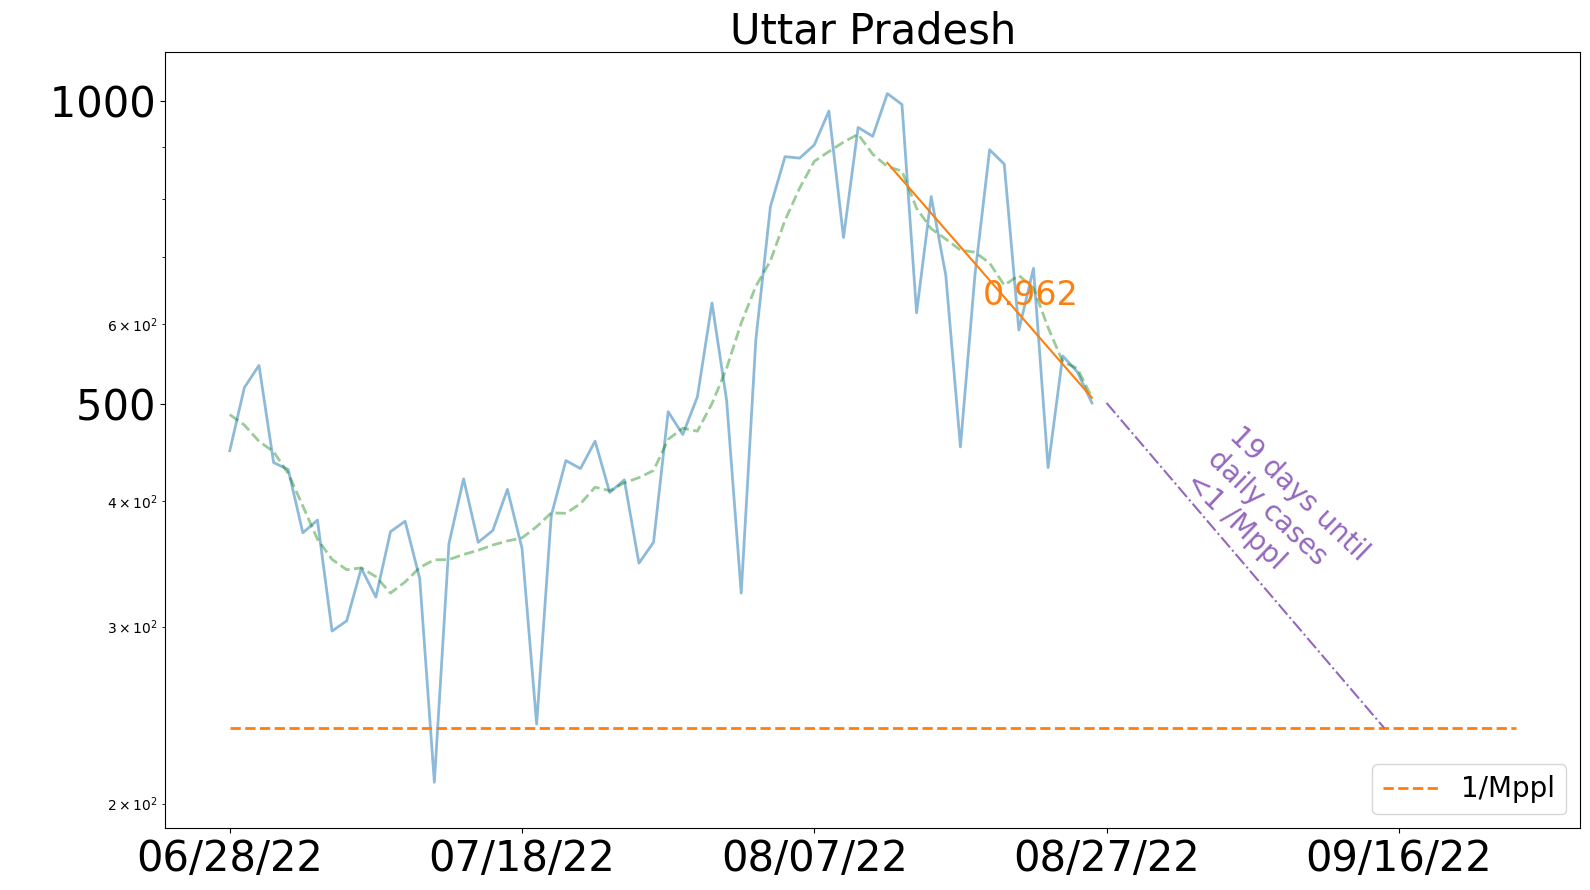 Uttar Pradesh
1000
6 × 10²
500
4 × 10²
3 × 10²
2 × 10²
0.962
19 days until
daily cases
<1 /Mppl
1/Mppl
06/28/22 07/18/22 08/07/22 08/27/22 09/16/22